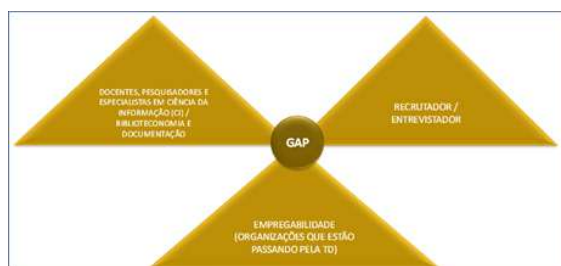 DOCENTES, PESQUISADORES E
ESPECIALISTAS EM CIÊNCIA DA
INFORMAÇÃO (CI) /
BIBLIOTECONOMIA E
DOCUMENTAÇÃO
RECRUTADOR /
ENTREVISTADOR
GAP
EMPREGABILIDADE
(ORGANIZAÇÕES QUE ESTÃO
PASSANDO PELA TD)